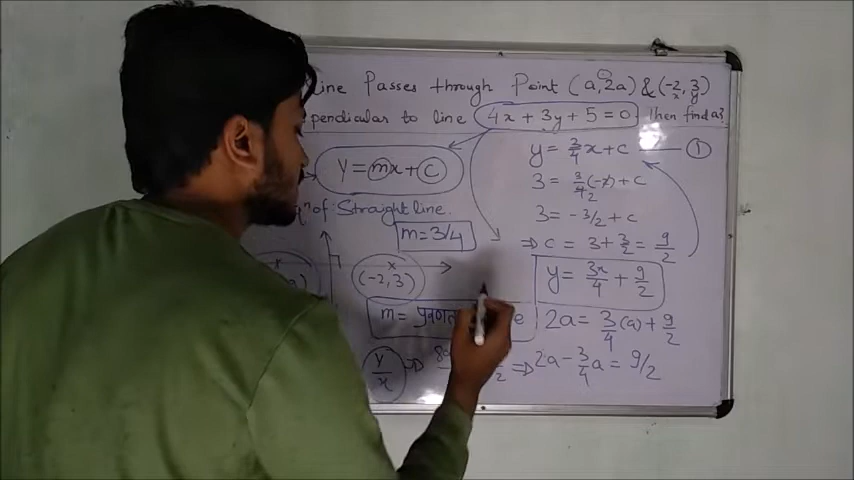 ine Passes through Point (a, 2a) & (-2, 3)
x y
pendicular to line 4x + 3y + 5 = 0 then find a?
Y = mx + c
of Straight line.
m = 3/4
(-2, 3)
m =
Y/x ⇒
y = 3/4 x + c —— 1
3 = 3/4 (-2) + c
3 = -3/2 + c
⇒ c = 3 + 3/2 = 9/2
y = 3x/4 + 9/2
2a = 3/4 (a) + 9/2
⇒ 2a - 3/4 a = 9/2